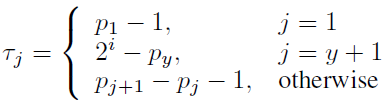 τ_j = { p_1 − 1, j = 1
2^i − p_y, j = y + 1
p_{j+1} − p_j − 1, otherwise